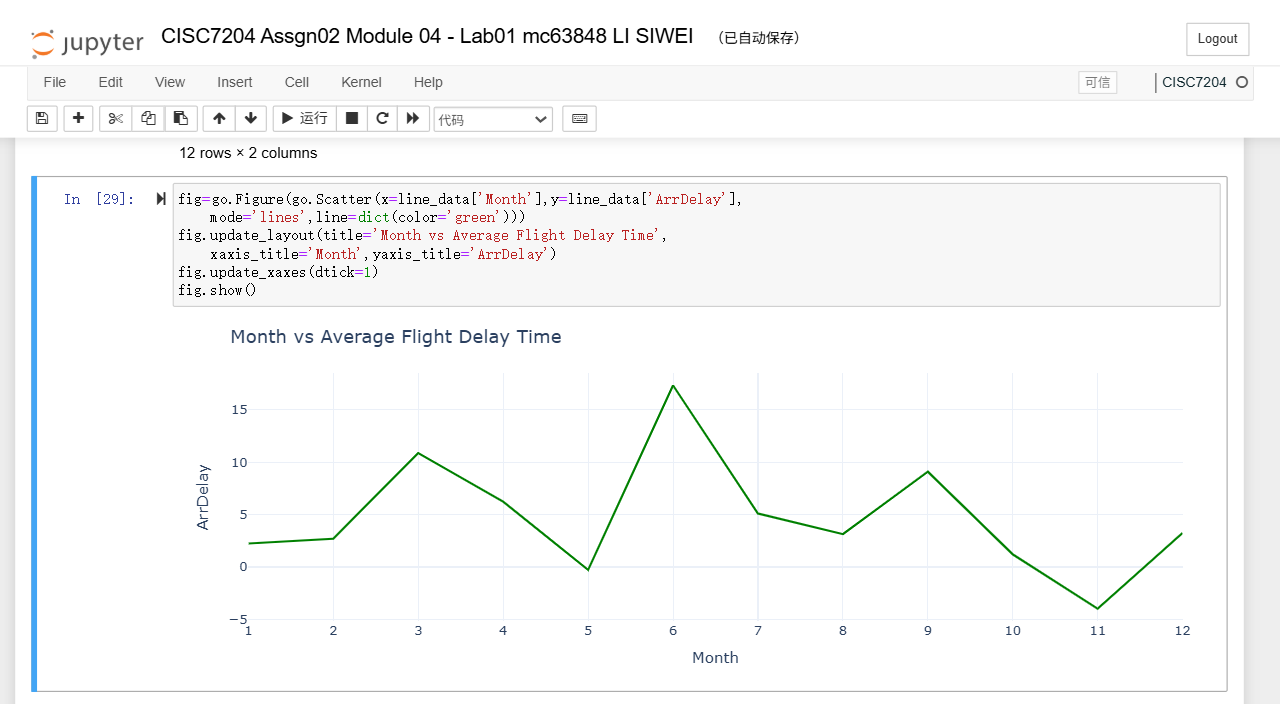 jupyter CISC7204 Assgn02 Module 04 - Lab01 mc63848 LI SIWEI （已自动保存） Logout
File Edit View Insert Cell Kernel Help 可信 CISC7204
运行 代码
12 rows × 2 columns
In [29]: fig=go.Figure(go.Scatter(x=line_data['Month'],y=line_data['ArrDelay'],
mode='lines',line=dict(color='green')))
fig.update_layout(title='Month vs Average Flight Delay Time',
xaxis_title='Month',yaxis_title='ArrDelay')
fig.update_xaxes(dtick=1)
fig.show()
Month vs Average Flight Delay Time
15
10
5
0
−5
ArrDelay
1 2 3 4 5 6 7 8 9 10 11 12
Month